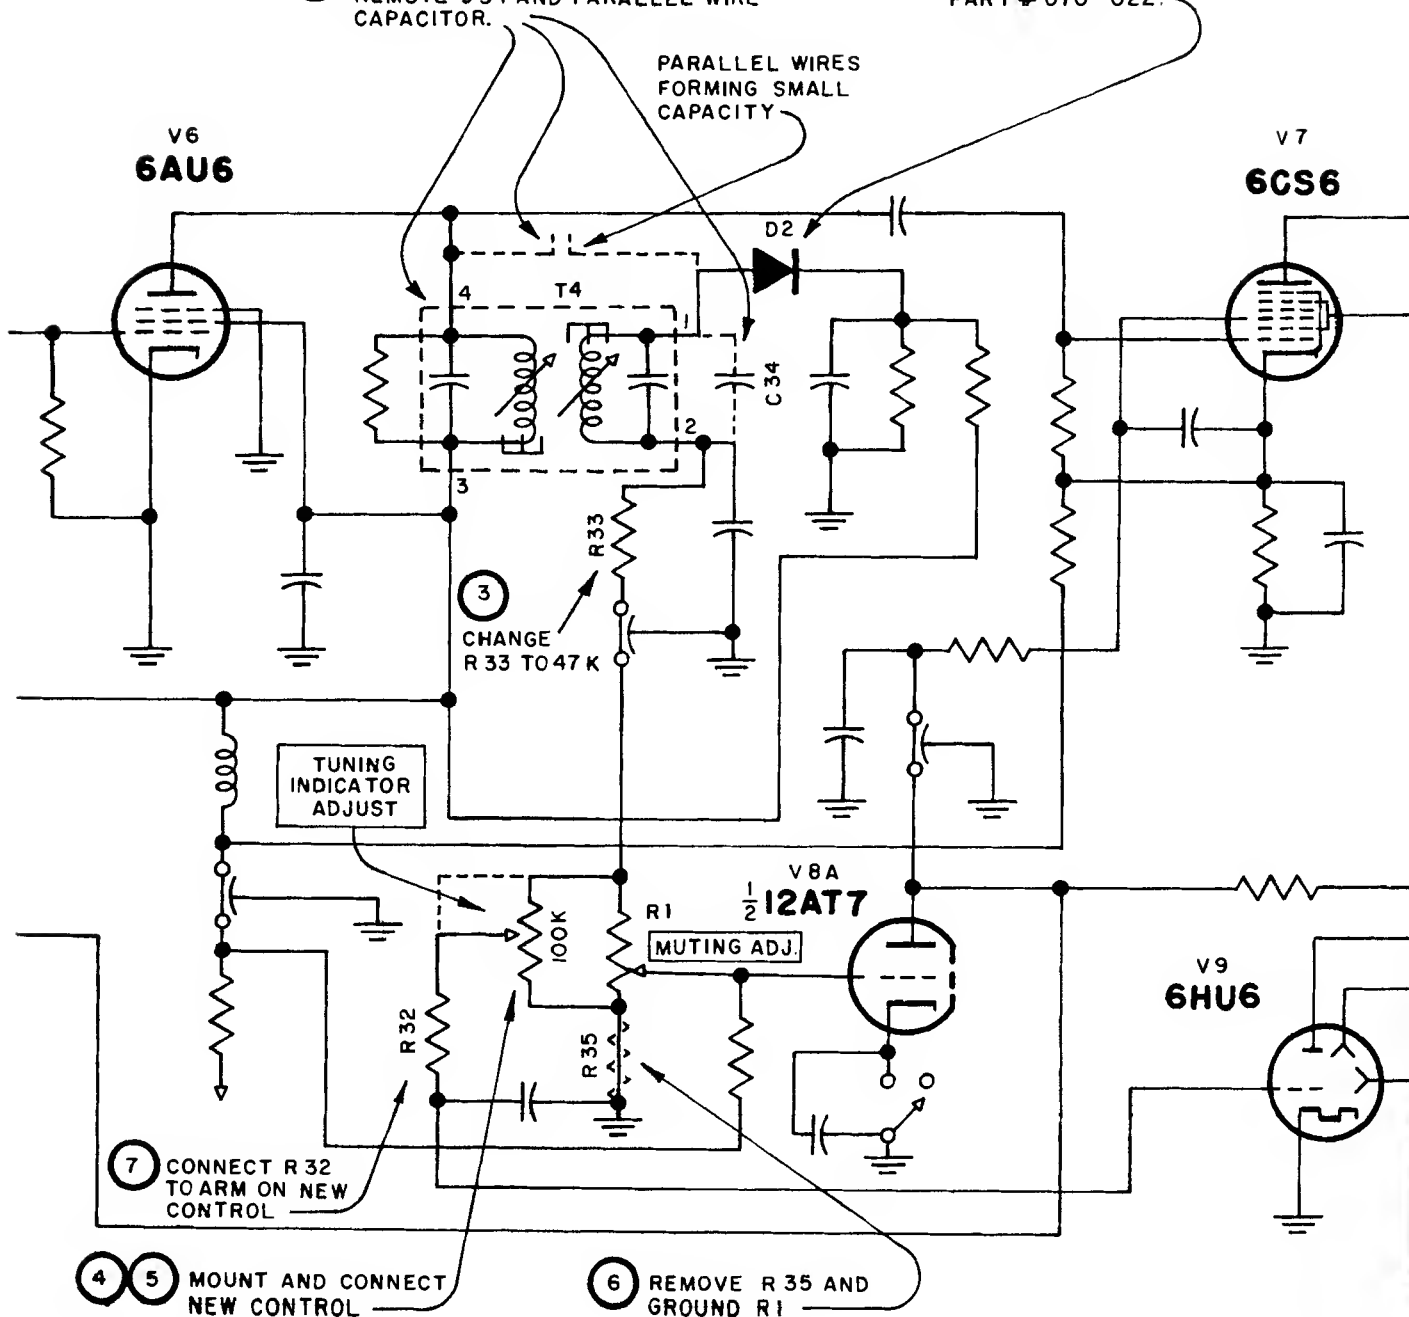 CAPACITOR.
PARALLEL WIRES
FORMING SMALL
CAPACITY
V6
6AU6
V7
6CS6
D2
4
T4
1
C34
2
3
R33
3
CHANGE
R33 TO 47K
TUNING
INDICATOR
ADJUST
V8A
1/2 12AT7
R1
100K
MUTING ADJ.
V9
6HU6
R32
R35
7 CONNECT R32
TO ARM ON NEW
CONTROL
4 5 MOUNT AND CONNECT
NEW CONTROL
6 REMOVE R35 AND
GROUND R1